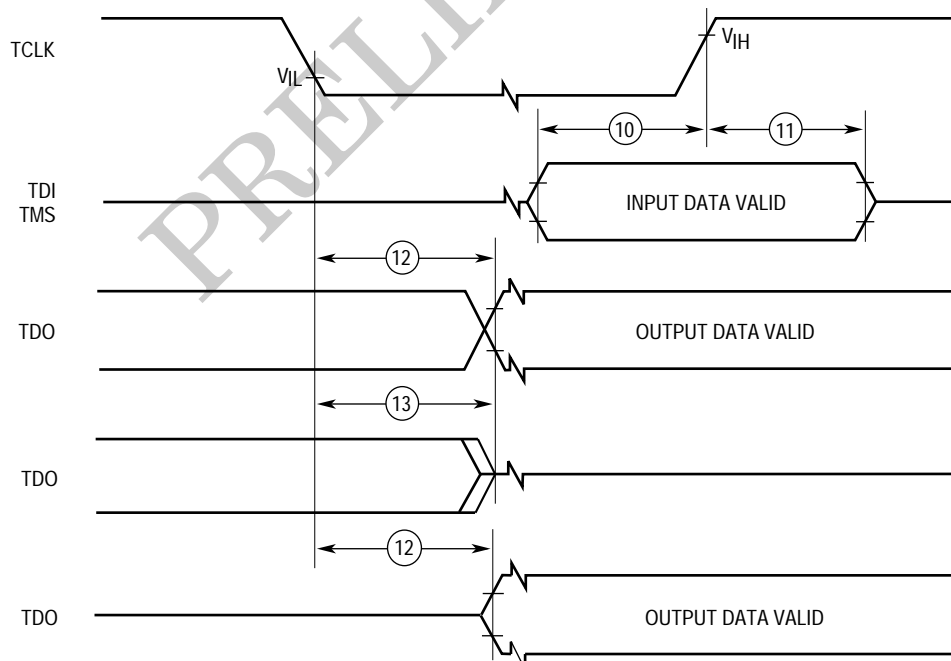 TCLK
VIL
VIH
PRELI
10
11
TDI
TMS
INPUT DATA VALID
12
TDO
OUTPUT DATA VALID
13
TDO
12
TDO
OUTPUT DATA VALID